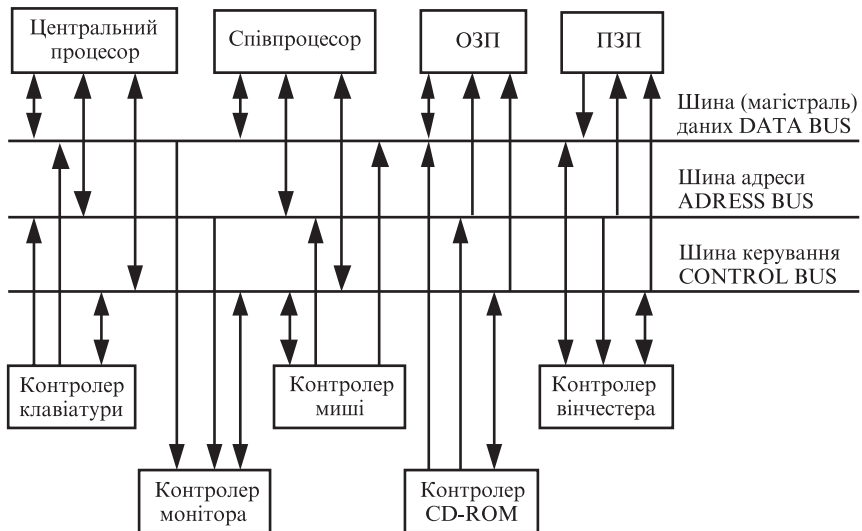 Центральний
процесор
Співпроцесор
ОЗП
ПЗП
Шина (магістраль)
даних DATA BUS
Шина адреси
ADRESS BUS
Шина керування
CONTROL BUS
Контролер
клавіатури
Контролер
миші
Контролер
вінчестера
Контролер
монітора
Контролер
CD-ROM